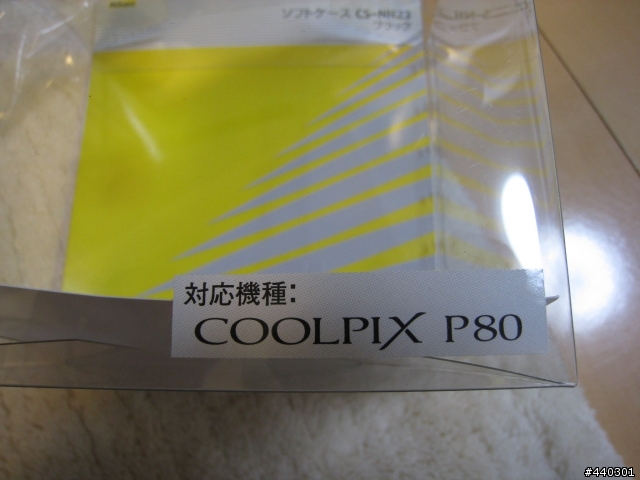 ソフトケース CS-NH23
ブラック
対応機種:
COOLPIX P80
#440301